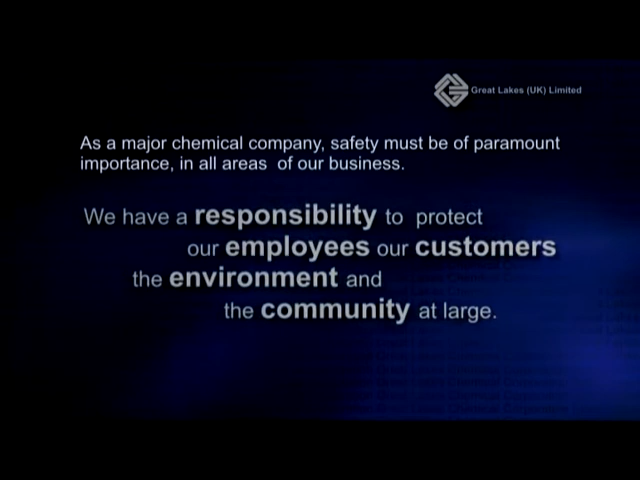 Great Lakes (UK) Limited
As a major chemical company, safety must be of paramount
importance, in all areas of our business.
We have a responsibility to protect
our employees our customers
the environment and
the community at large.